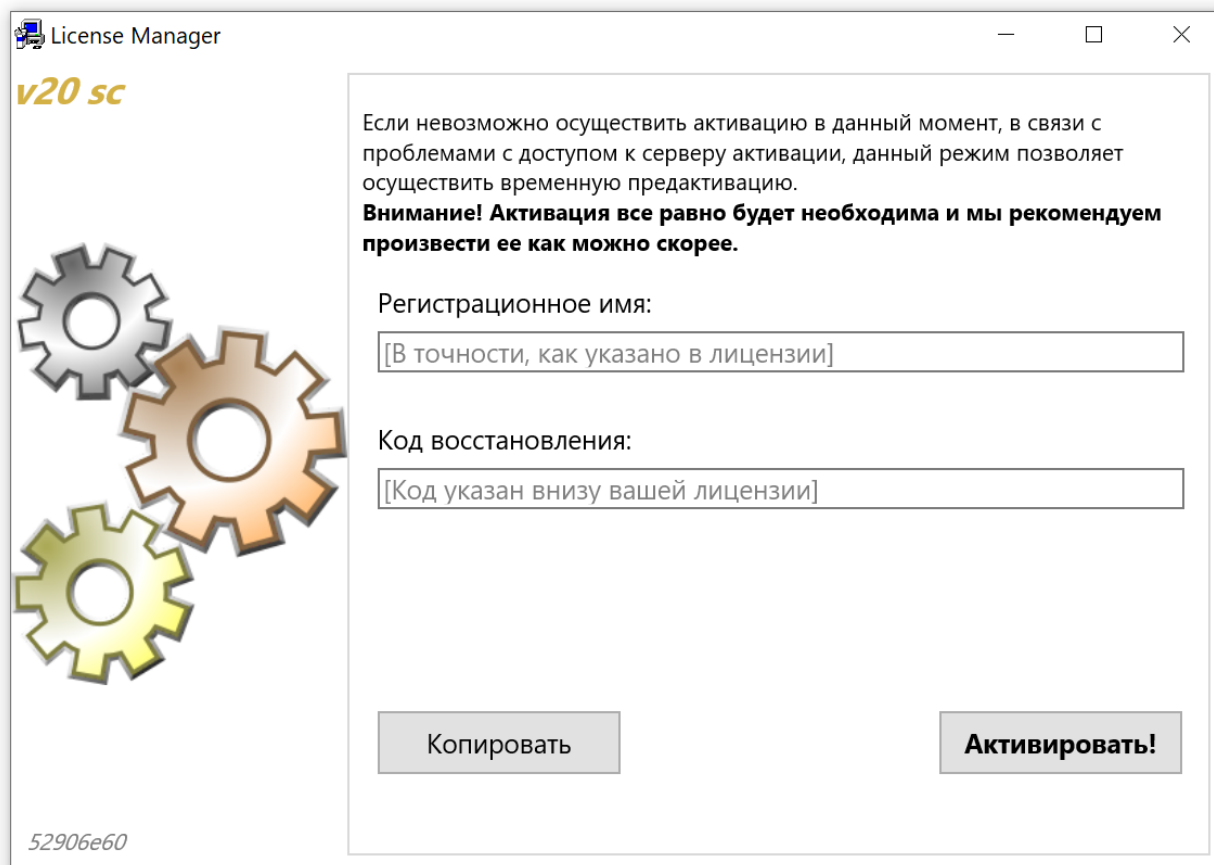 License Manager
v20 sc
Если невозможно осуществить активацию в данный момент, в связи с
проблемами с доступом к серверу активации, данный режим позволяет
осуществить временную предактивацию.
Внимание! Активация все равно будет необходима и мы рекомендуем
произвести ее как можно скорее.
Регистрационное имя:
[В точности, как указано в лицензии]
Код восстановления:
[Код указан внизу вашей лицензии]
Копировать
Активировать!
52906e60